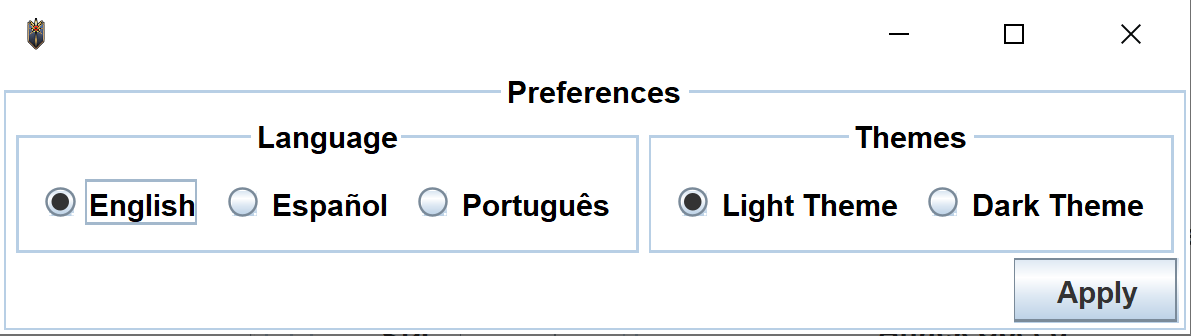 Preferences
Language Themes
English Español Português Light Theme Dark Theme
Apply